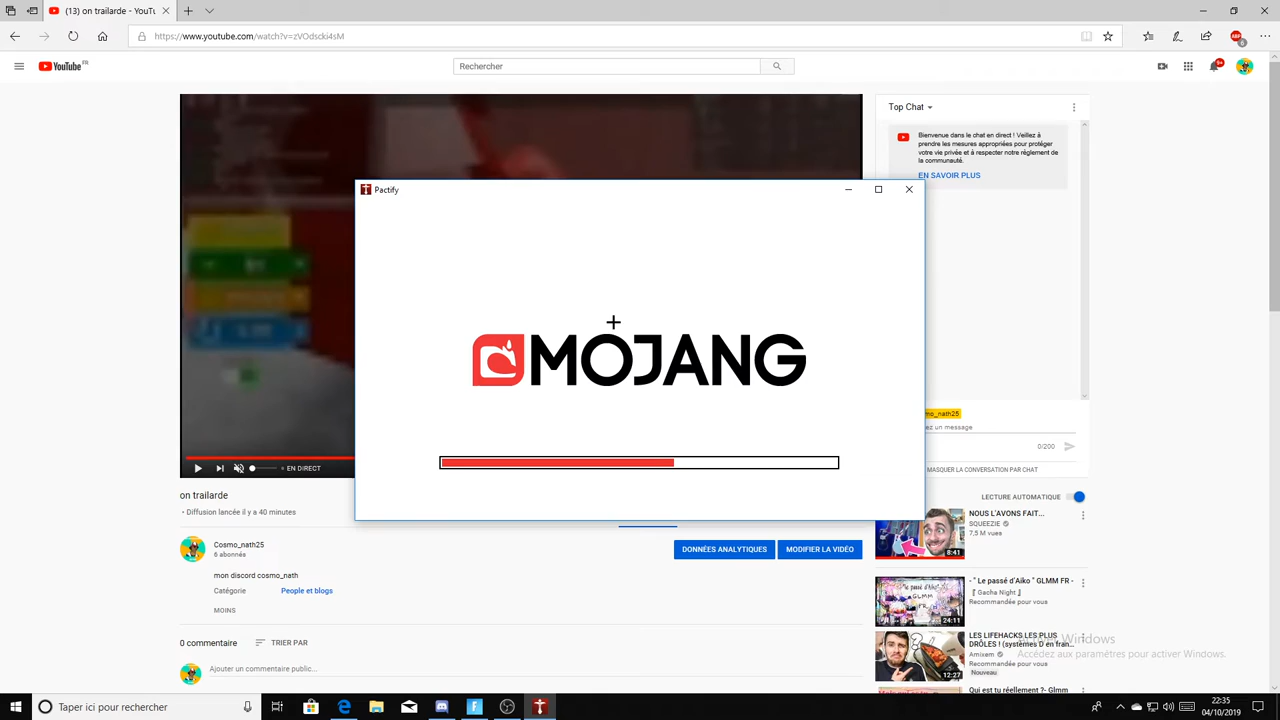 (13) on trailarde - YouTu
https://www.youtube.com/watch?v=zVOdscki4sM
ABP
6
YouTube FR
Rechercher
9+
Top Chat
Bienvenue dans le chat en direct ! Veillez à
prendre les mesures appropriées pour protéger
votre vie privée et à respecter notre règlement de
la communauté.
EN SAVOIR PLUS
Pactify
MOJANG
mo_nath25
ez un message
0/200
MASQUER LA CONVERSATION PAR CHAT
EN DIRECT
on trailarde
• Diffusion lancée il y a 40 minutes
LECTURE AUTOMATIQUE
NOUS L'AVONS FAIT...
SQUEEZIE
7,5 M vues
8:41
Cosmo_nath25
6 abonnés
DONNÉES ANALYTIQUES
MODIFIER LA VIDÉO
mon discord cosmo_nath
Catégorie
People et blogs
MOINS
- " Le passé d'Aiko " GLMM FR -
『 Gacha Night 』
Recommandée pour vous
24:11
0 commentaire
TRIER PAR
Ajouter un commentaire public...
LES LIFEHACKS LES PLUS
DRÔLES ! (systèmes D en fran...
Amixem
Recommandée pour vous
Nouveau
12:27
Windows
Accédez aux paramètres pour activer Windows.
Qui est tu réellement ?- Glmm
Taper ici pour rechercher
22:35
04/10/2019